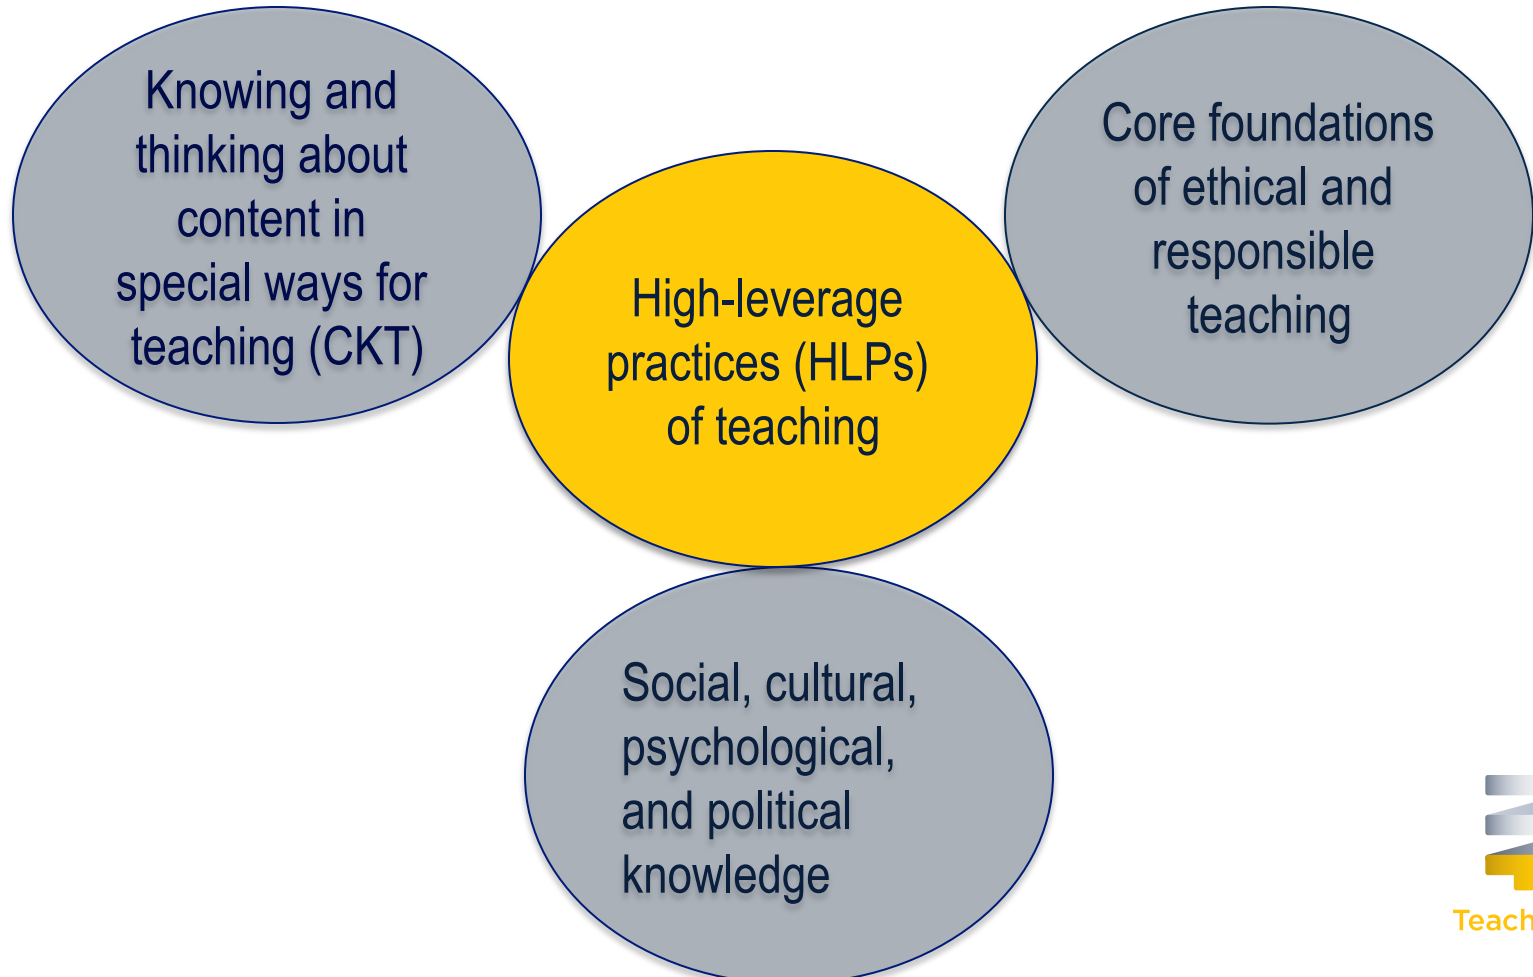 Knowing and
thinking about
content in
special ways for
teaching (CKT)
High-leverage
practices (HLPs)
of teaching
Core foundations
of ethical and
responsible
teaching
Social, cultural,
psychological,
and political
knowledge
Teach